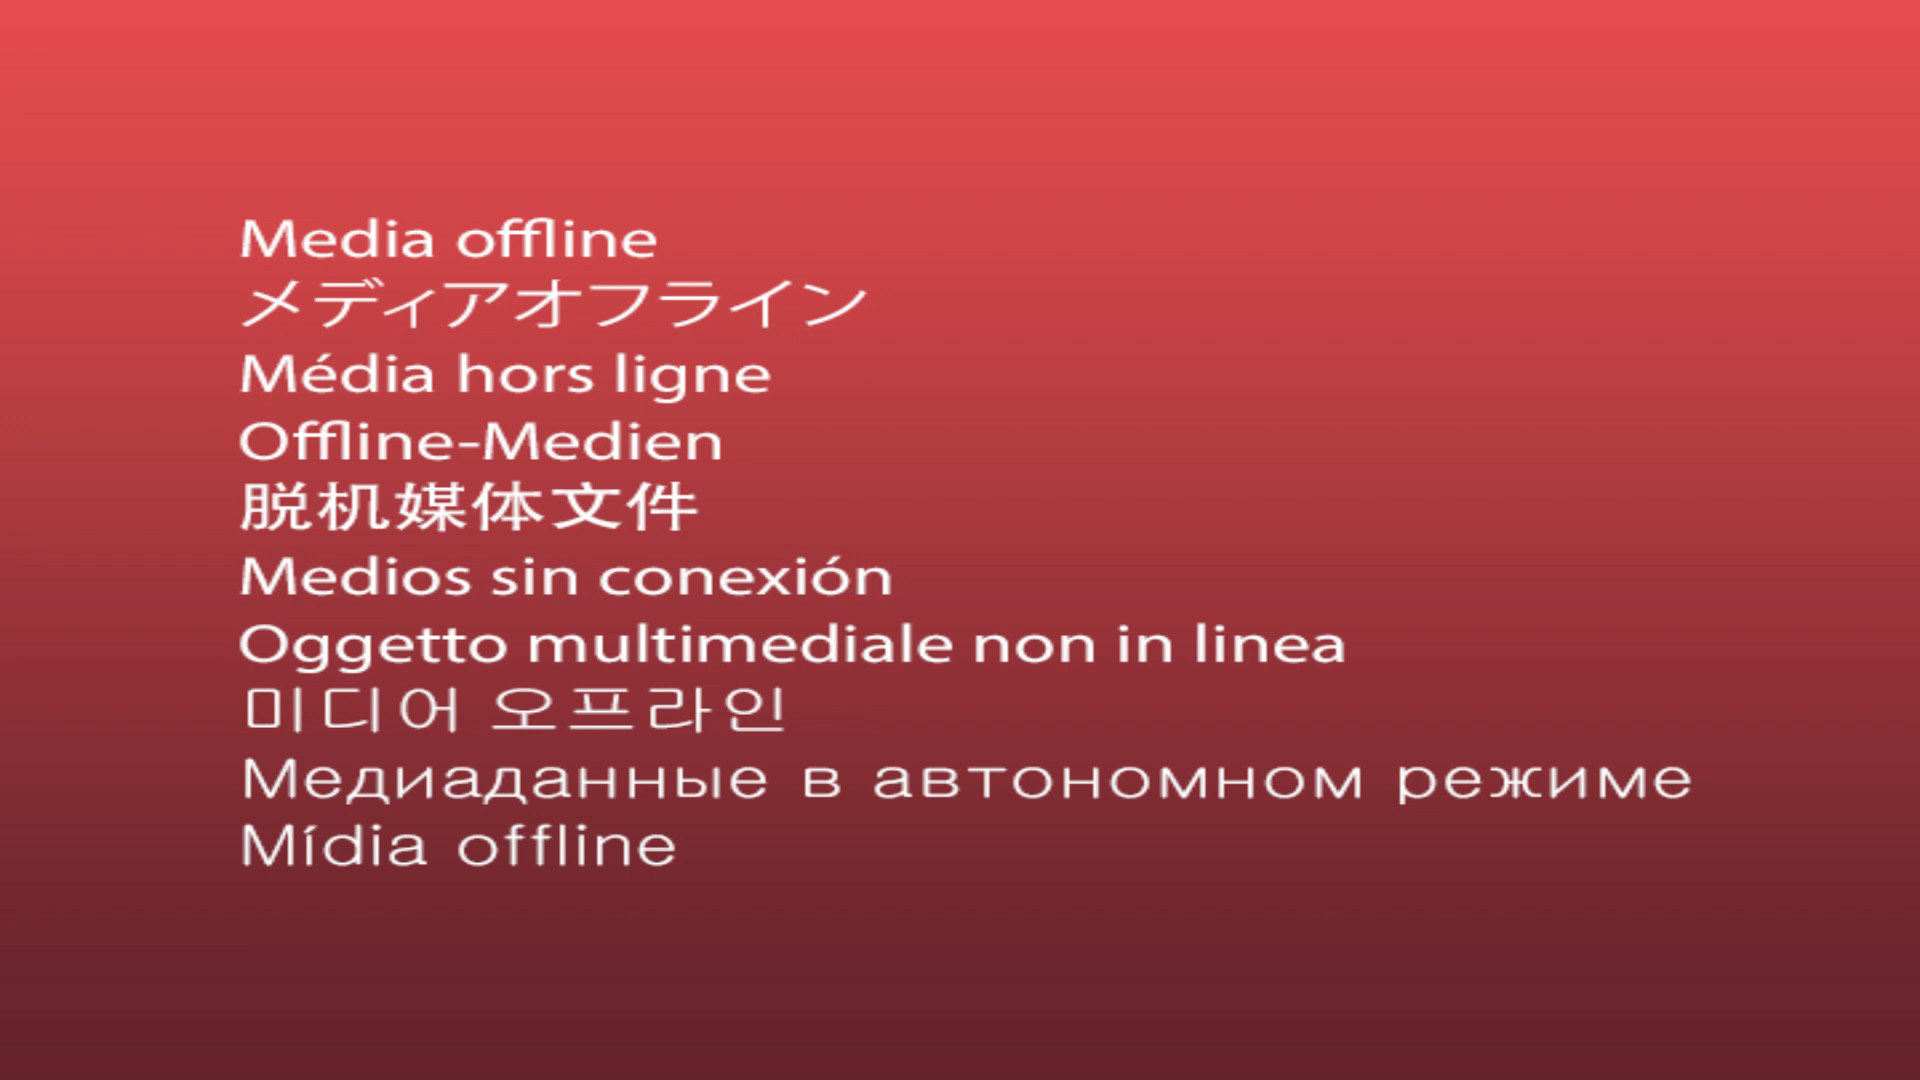 Media offline
メディアオフライン
Média hors ligne
Offline-Medien
脱机媒体文件
Medios sin conexión
Oggetto multimediale non in linea
미디어 오프라인
Медиаданные в автономном режиме
Mídia offline